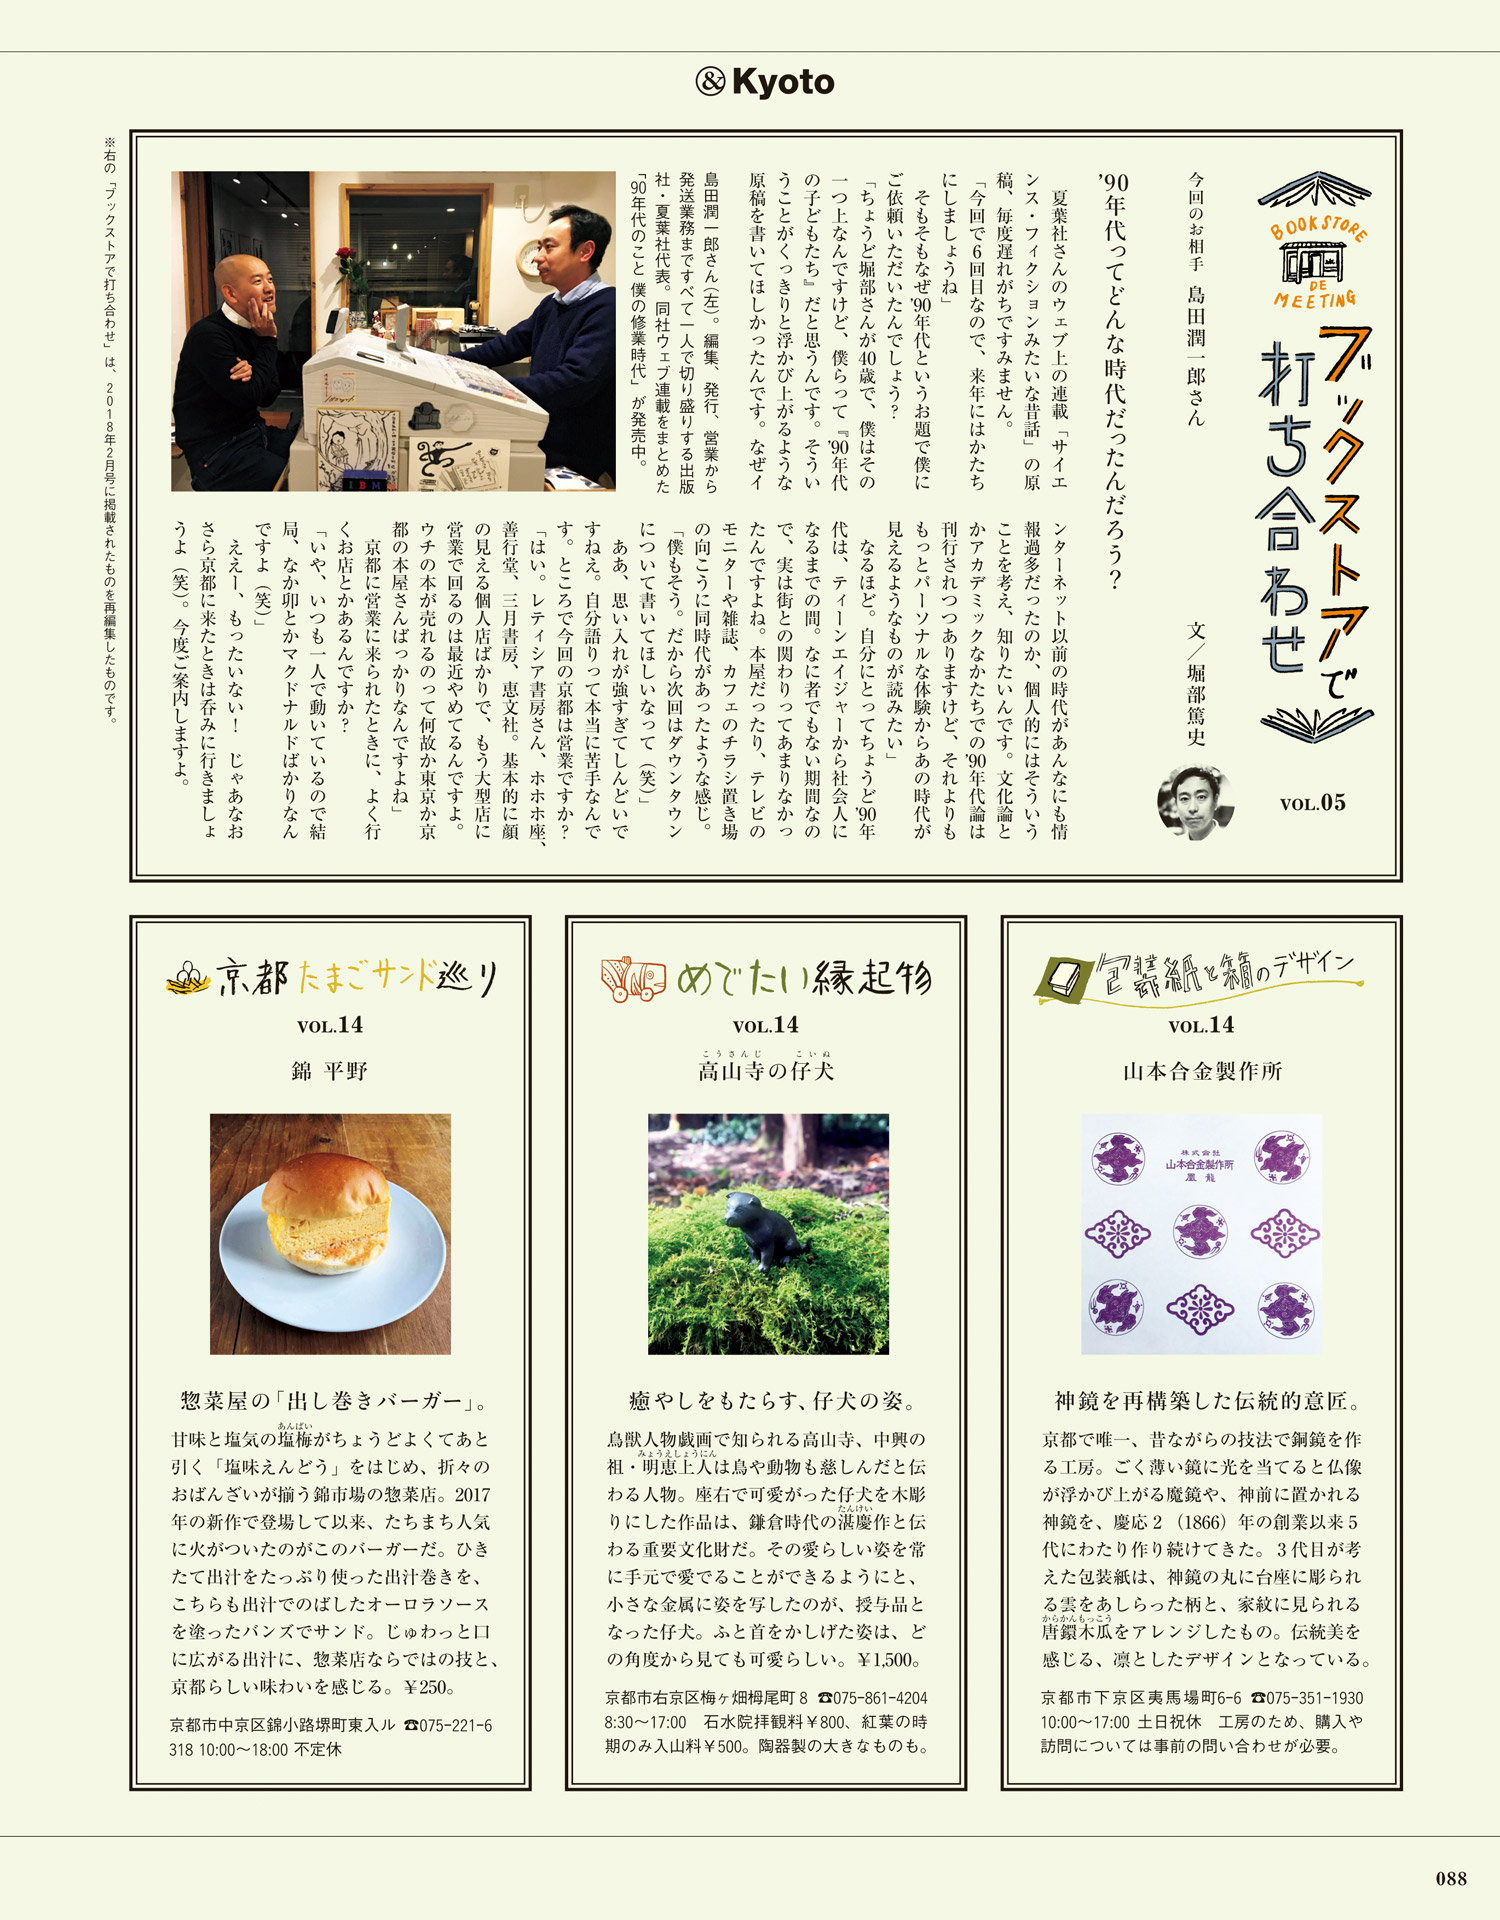 & Kyoto
BOOKSTORE
DE
MEETING
ブックストアで
打ち合わせ
VOL.05
今回のお相手　島田潤一郎さん
文／堀部篤史
’90年代ってどんな時代だったんだろう？
　夏葉社さんのウェブ上の連載「サイエ
ンス・フィクションみたいな昔話」の原
稿、毎度遅れがちですみません。
「今回で6回目なので、来年にはかたち
にしましょうね」
　そもそもなぜ’90年代というお題で僕に
ご依頼いただいたんでしょう？
「ちょうど堀部さんが40歳で、僕はその
一つ上なんですけど、僕らって『’90年代
の子どもたち』だと思うんです。そうい
うことがくっきりと浮かび上がるような
原稿を書いてほしかったんです。なぜイ
ンターネット以前の時代があんなにも情
報過多だったのか、個人的にはそういう
ことを考え、知りたいんです。文化論と
かアカデミックなかたちでの’90年代論は
刊行されつつありますけど、それよりも
もっとパーソナルな体験からあの時代が
見えるようなものが読みたい」
　なるほど。自分にとってちょうど’90年
代は、ティーンエイジャーから社会人に
なるまでの間。なに者でもない期間なの
で、実は街との関わりってあまりなかっ
たんですよね。本屋だったり、テレビの
モニターや雑誌、カフェのチラシ置き場
の向こうに同時代があったような感じ。
「僕もそう。だから次回はダウンタウン
について書いてほしいなって（笑）」
　ああ、思い入れが強すぎてしんどいで
すねえ。自分語りって本当に苦手なんで
す。ところで今回の京都は営業ですか？
「はい。レティシア書房さん、ホホホ座、
善行堂、三月書房、恵文社。基本的に顔
の見える個人店ばかりで、もう大型店に
営業で回るのは最近やめてるんですよ。
ウチの本が売れるのって何故か東京か京
都の本屋さんばっかりなんですよね」
　京都に営業に来られたときに、よく行
くお店とかあるんですか？
「いや、いつも一人で動いているので結
局、なか卯とかマクドナルドばかりなん
ですよ（笑）」
　ええー、もったいない！　じゃあなお
さら京都に来たときは呑みに行きましょ
うよ（笑）。今度ご案内しますよ。
島田潤一郎さん（左）。編集、発行、営業から
発送業務まですべて一人で切り盛りする出版
社・夏葉社代表。同社ウェブ連載をまとめた
「90年代のこと 僕の修業時代」が発売中。
IBM
※右の「ブックストアで打ち合わせ」は、2018年2月号に掲載されたものを再編集したものです。
包装紙と箱のデザイン
VOL.14
山本合金製作所
株式会社
山本合金製作所
凰龍
神鏡を再構築した伝統的意匠。
京都で唯一、昔ながらの技法で銅鏡を作
る工房。ごく薄い鏡に光を当てると仏像
が浮かび上がる魔鏡や、神前に置かれる
神鏡を、慶応2（1866）年の創業以来5
代にわたり作り続けてきた。3代目が考
えた包装紙は、神鏡の丸に台座に彫られ
る雲をあしらった柄と、家紋に見られる
からかんもっこう
唐鐶木瓜をアレンジしたもの。伝統美を
感じる、凛としたデザインとなっている。
京都市下京区夷馬場町6-6 ☎075-351-1930
10:00〜17:00 土日祝休　工房のため、購入や
訪問については事前の問い合わせが必要。
めでたい縁起物
VOL.14
こうさんじ　こいぬ
高山寺の仔犬
癒やしをもたらす、仔犬の姿。
鳥獣人物戯画で知られる高山寺、中興の
みょうえしょうにん
祖・明恵上人は鳥や動物も慈しんだと伝
わる人物。座右で可愛がった仔犬を木彫
たんけい
りにした作品は、鎌倉時代の湛慶作と伝
わる重要文化財だ。その愛らしい姿を常
に手元で愛でることができるようにと、
小さな金属に姿を写したのが、授与品と
なった仔犬。ふと首をかしげた姿は、ど
の角度から見ても可愛らしい。¥1,500。
京都市右京区梅ヶ畑栂尾町8 ☎075-861-4204
8:30〜17:00　石水院拝観料¥800、紅葉の時
期のみ入山料¥500。陶器製の大きなものも。
京都たまごサンド巡り
VOL.14
錦 平野
惣菜屋の「出し巻きバーガー」。
あんばい
甘味と塩気の塩梅がちょうどよくてあと
引く「塩味えんどう」をはじめ、折々の
おばんざいが揃う錦市場の惣菜店。2017
年の新作で登場して以来、たちまち人気
に火がついたのがこのバーガーだ。ひき
たて出汁をたっぷり使った出汁巻きを、
こちらも出汁でのばしたオーロラソース
を塗ったバンズでサンド。じゅわっと口
に広がる出汁に、惣菜店ならではの技と、
京都らしい味わいを感じる。¥250。
京都市中京区錦小路堺町東入ル ☎075-221-6
318 10:00〜18:00 不定休
088